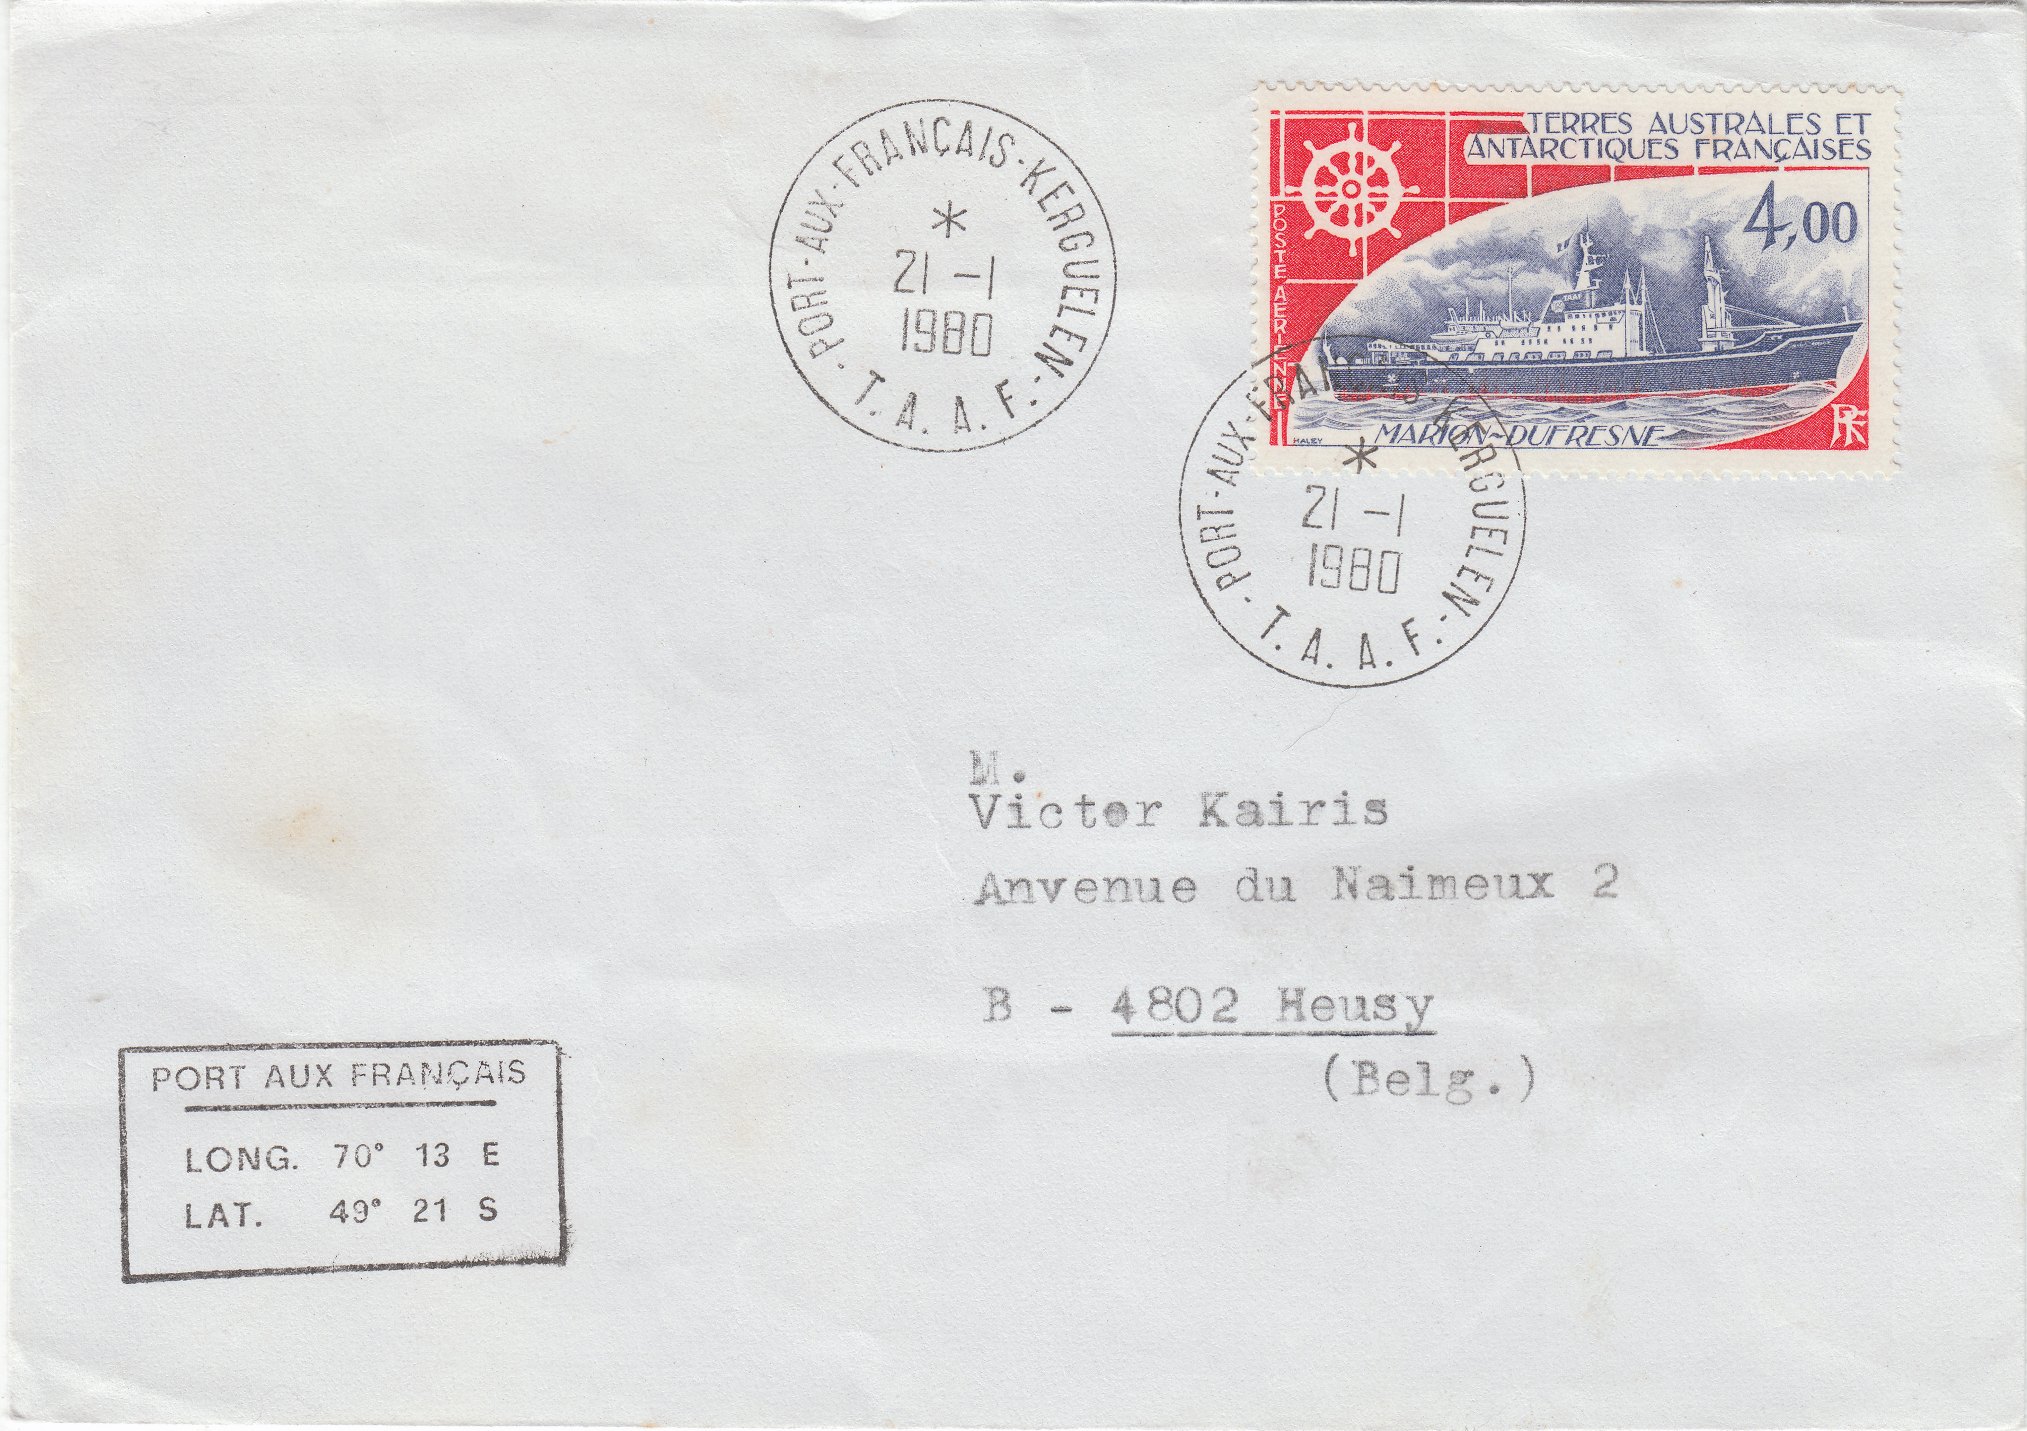 PORT-AUX-FRANÇAIS-KERGUELEN
*
21 -1
1980
- T. A. A. F. -
TERRES AUSTRALES ET
ANTARCTIQUES FRANÇAISES
4,00
POSTE AERIENNE
TAAF
HALEY
MARION-DUFRESNE
RF
PORT-AUX-FRANÇAIS-KERGUELEN
*
21 -1
1980
- T. A. A. F. -
M.
Victor Kairis
Anvenue du Naimeux 2
B - 4802 Heusy
(Belg.)
PORT AUX FRANÇAIS
LONG. 70° 13 E
LAT. 49° 21 S